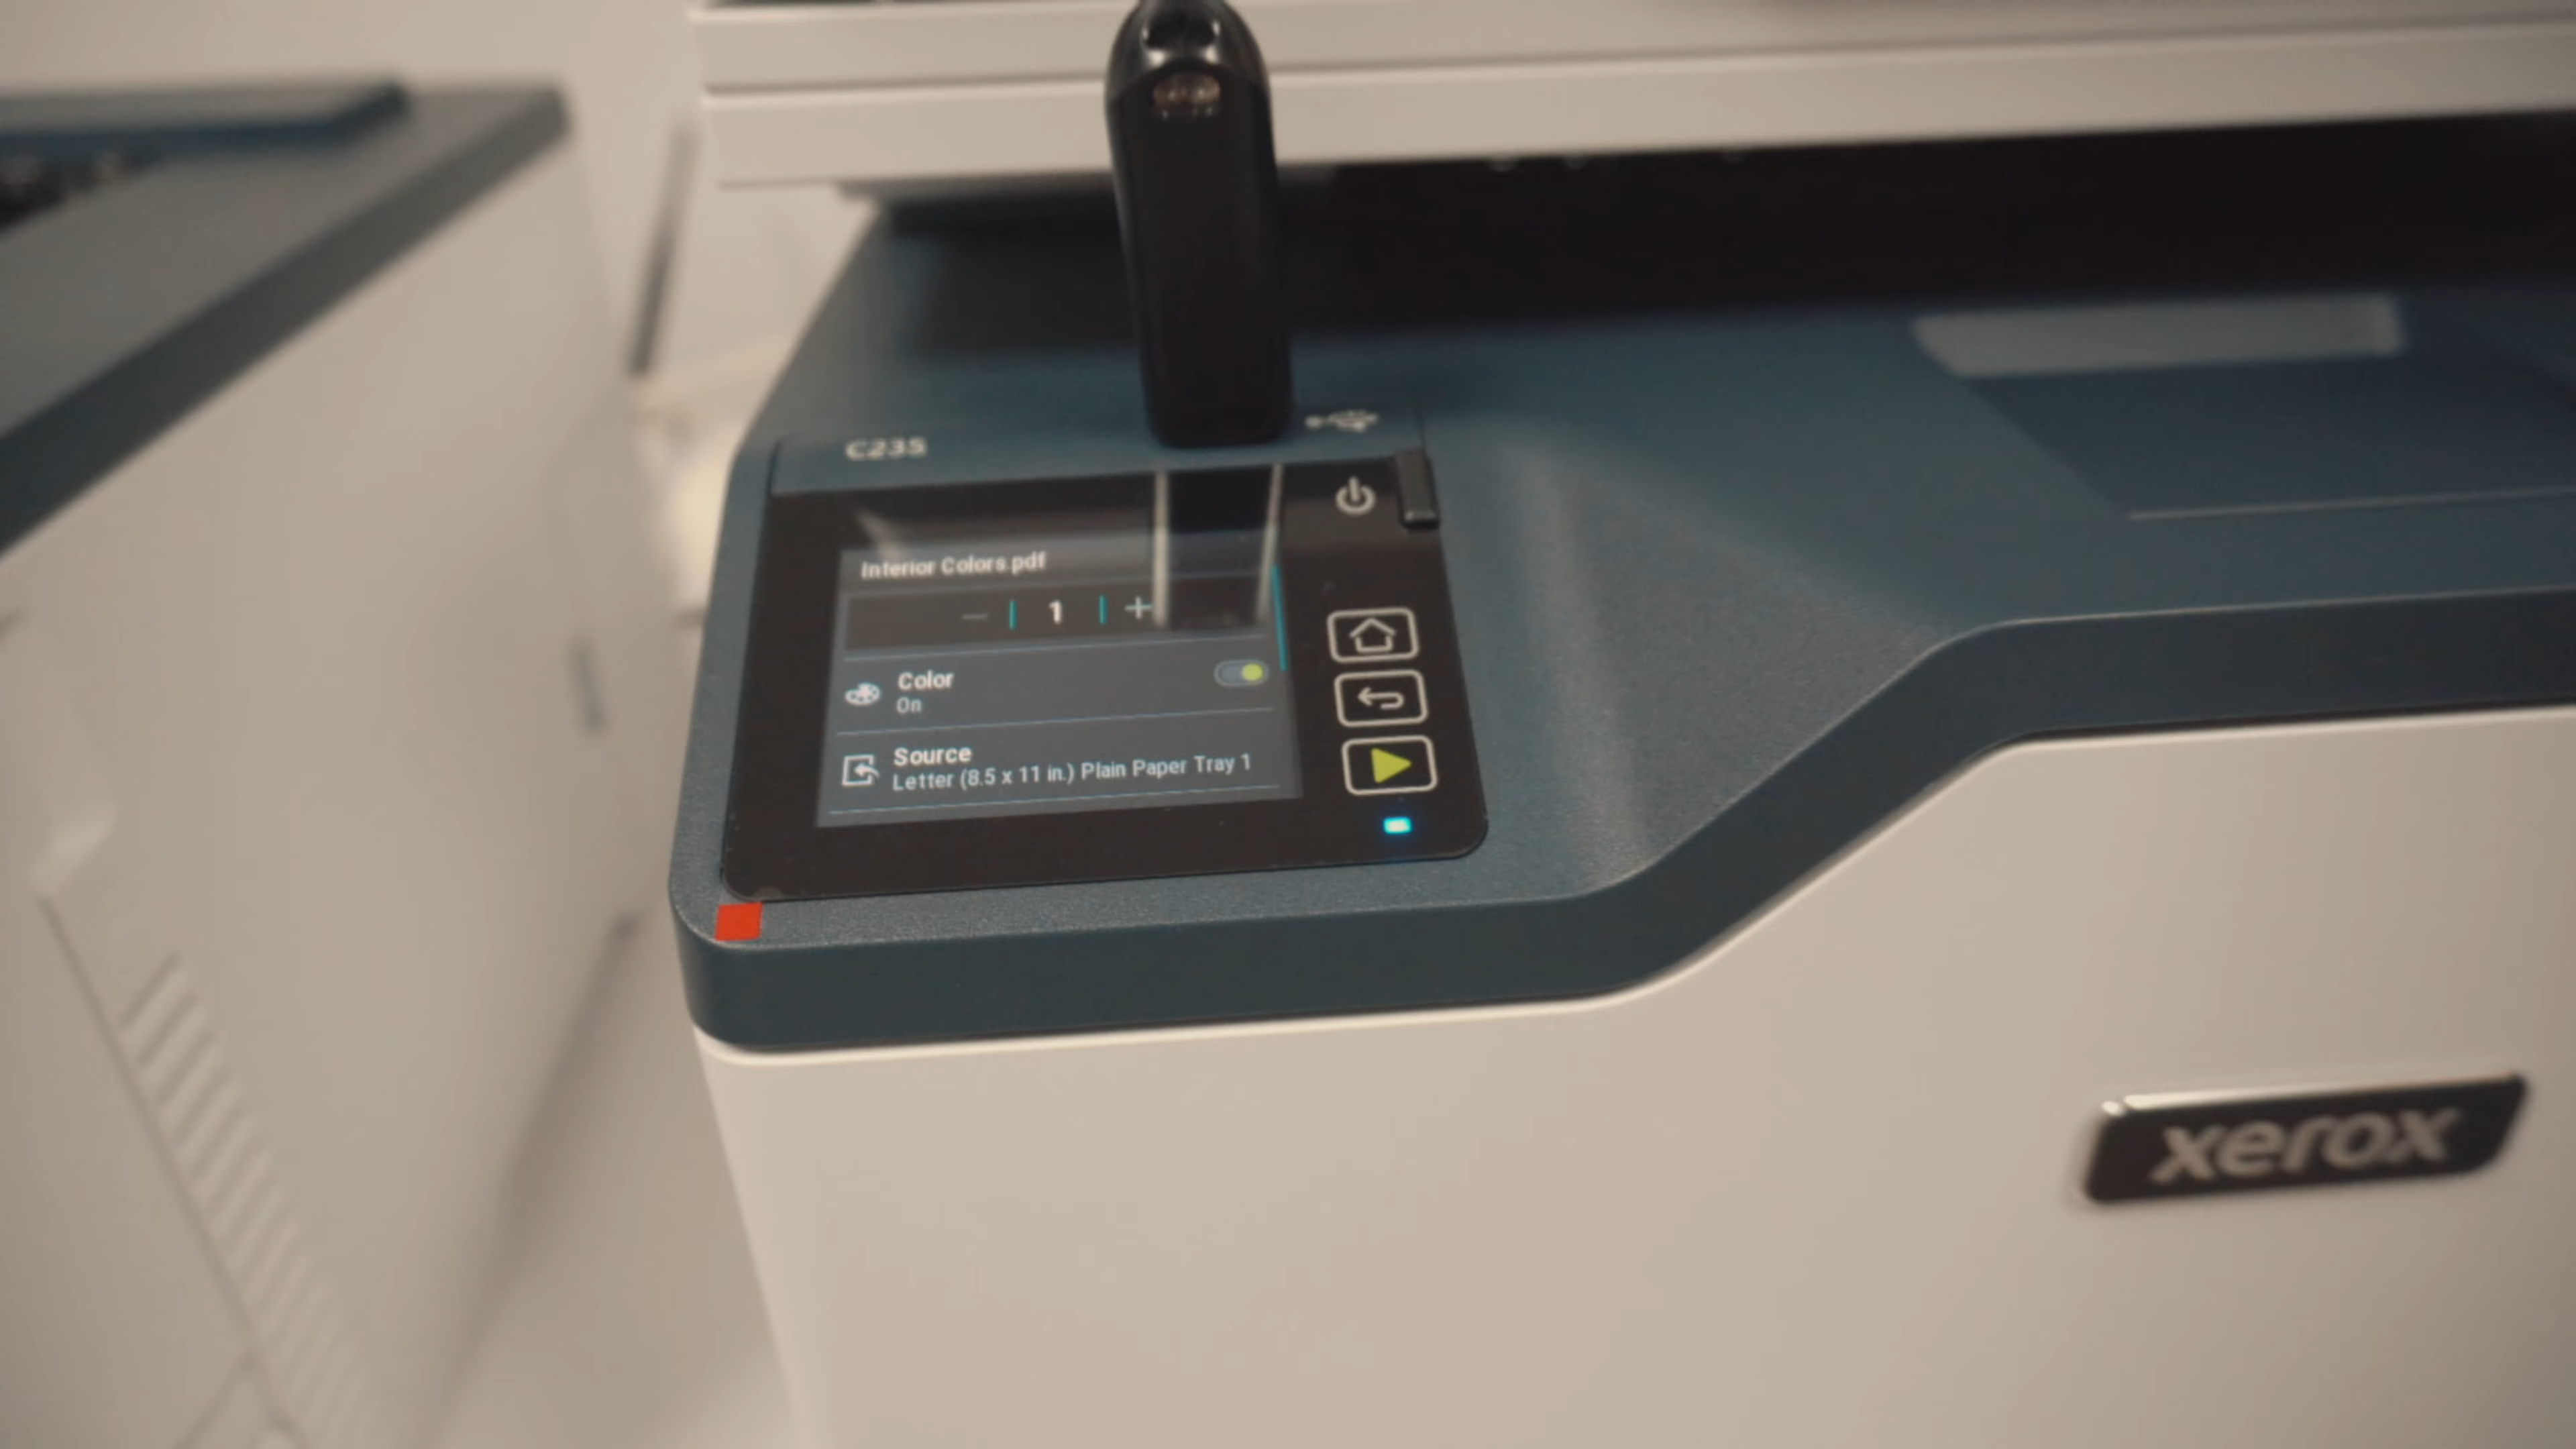 C235
Interior Colors.pdf
1
Color
On
Source
Letter (8.5 x 11 in.) Plain Paper Tray 1
xerox